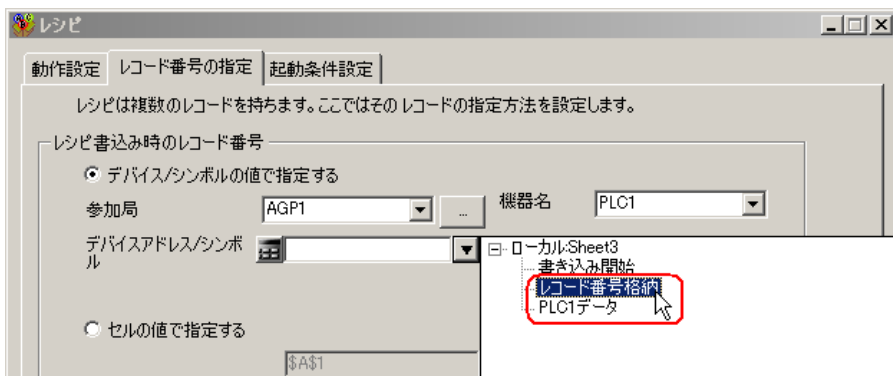 レシピ
動作設定 レコード番号の指定 起動条件設定
レシピは複数のレコードを持ちます。ここではそのレコードの指定方法を設定します。
レシピ書込み時のレコード番号
デバイス/シンボルの値で指定する
参加局 AGP1 ... 機器名 PLC1
デバイスアドレス/シンボ
ル
ローカル:Sheet3
書き込み開始
レコード番号格納
PLC1データ
セルの値で指定する
$A$1